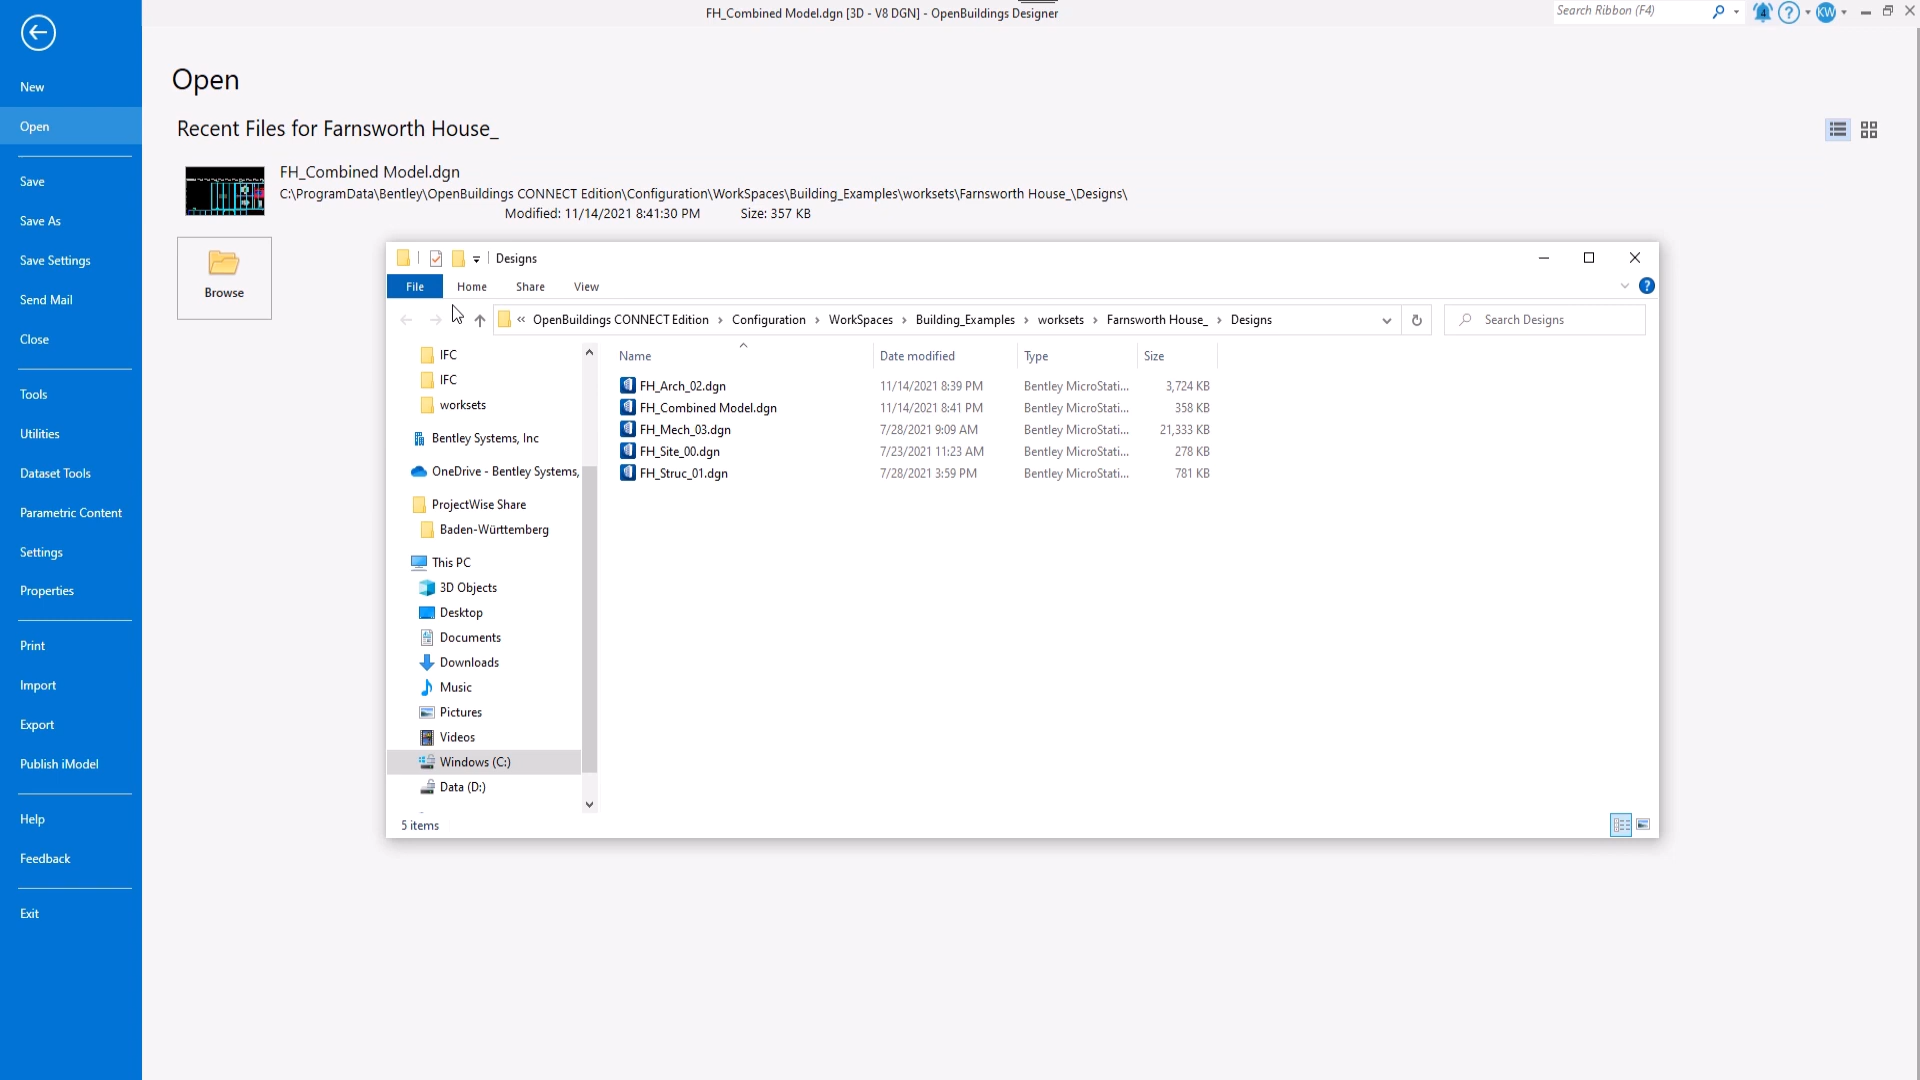 FH_Combined Model.dgn [3D - V8 DGN] - OpenBuildings Designer
Search Ribbon (F4)
4
?
KW
New
Open
Save
Save As
Save Settings
Send Mail
Close
Tools
Utilities
Dataset Tools
Parametric Content
Settings
Properties
Print
Import
Export
Publish iModel
Help
Feedback
Exit
Open
Recent Files for Farnsworth House_
FH_Combined Model.dgn
C:\ProgramData\Bentley\OpenBuildings CONNECT Edition\Configuration\WorkSpaces\Building_Examples\worksets\Farnsworth House_\Designs\
Modified: 11/14/2021 8:41:30 PM Size: 357 KB
Browse
Designs
File Home Share View
?
« OpenBuildings CONNECT Edition › Configuration › WorkSpaces › Building_Examples › worksets › Farnsworth House_ › Designs
Search Designs
IFC
IFC
worksets
Bentley Systems, Inc
OneDrive - Bentley Systems,
ProjectWise Share
Baden-Württemberg
This PC
3D Objects
Desktop
Documents
Downloads
Music
Pictures
Videos
Windows (C:)
Data (D:)
Name Date modified Type Size
FH_Arch_02.dgn 11/14/2021 8:39 PM Bentley MicroStati... 3,724 KB
FH_Combined Model.dgn 11/14/2021 8:41 PM Bentley MicroStati... 358 KB
FH_Mech_03.dgn 7/28/2021 9:09 AM Bentley MicroStati... 21,333 KB
FH_Site_00.dgn 7/23/2021 11:23 AM Bentley MicroStati... 278 KB
FH_Struc_01.dgn 7/28/2021 3:59 PM Bentley MicroStati... 781 KB
5 items